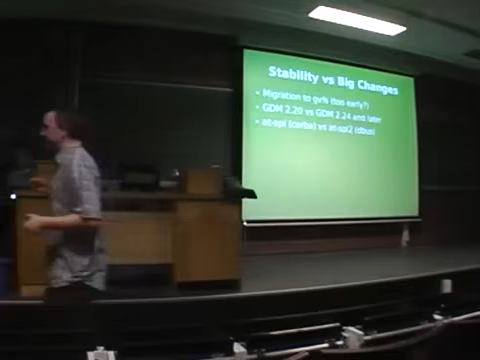 Stability vs Big Changes
• Migration to gvfs (too early?)
• GDM 2.20 vs GDM 2.24 and later
• at-spi (corba) vs at-spi2 (dbus)